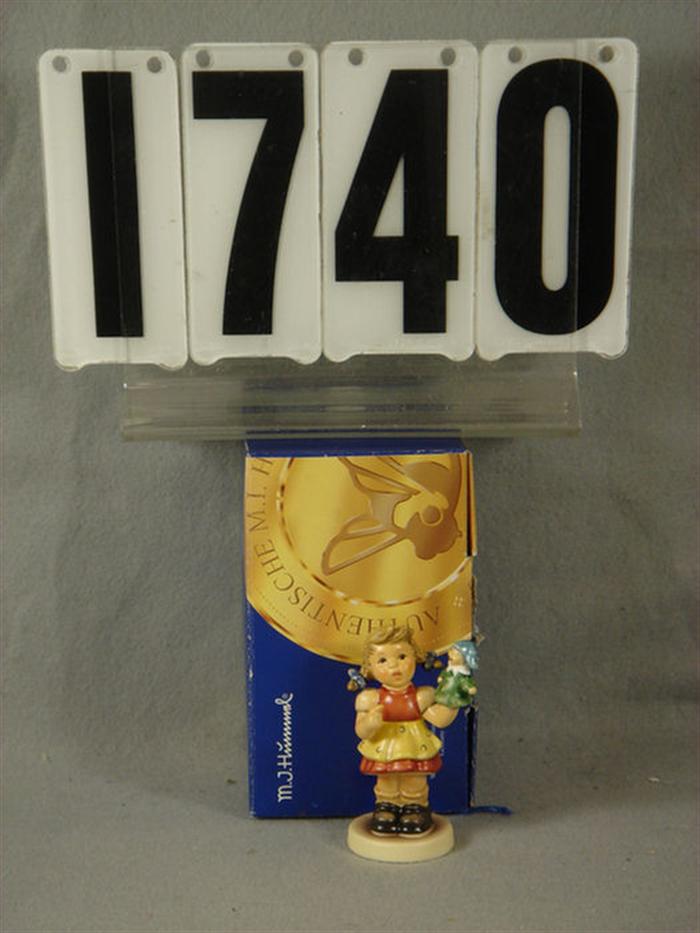 1740
AUTHENTISCHE M.I. H
M.J. Hümmel